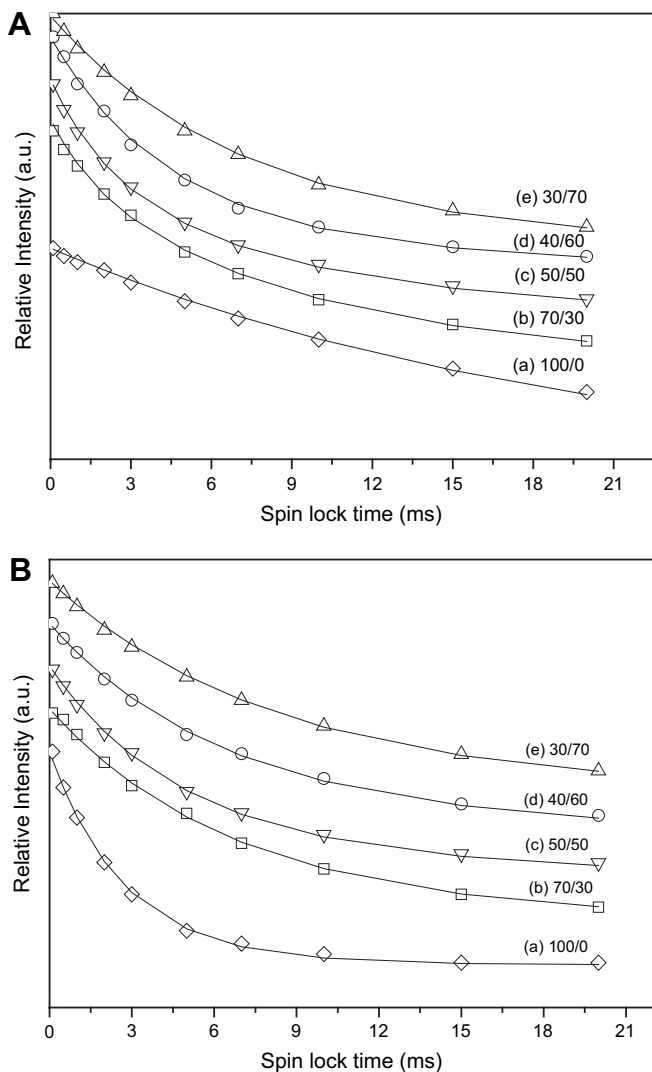 A
Relative Intensity (a.u.)
(e) 30/70
(d) 40/60
(c) 50/50
(b) 70/30
(a) 100/0
0 3 6 9 12 15 18 21
Spin lock time (ms)
B
Relative Intensity (a.u.)
(e) 30/70
(d) 40/60
(c) 50/50
(b) 70/30
(a) 100/0
0 3 6 9 12 15 18 21
Spin lock time (ms)